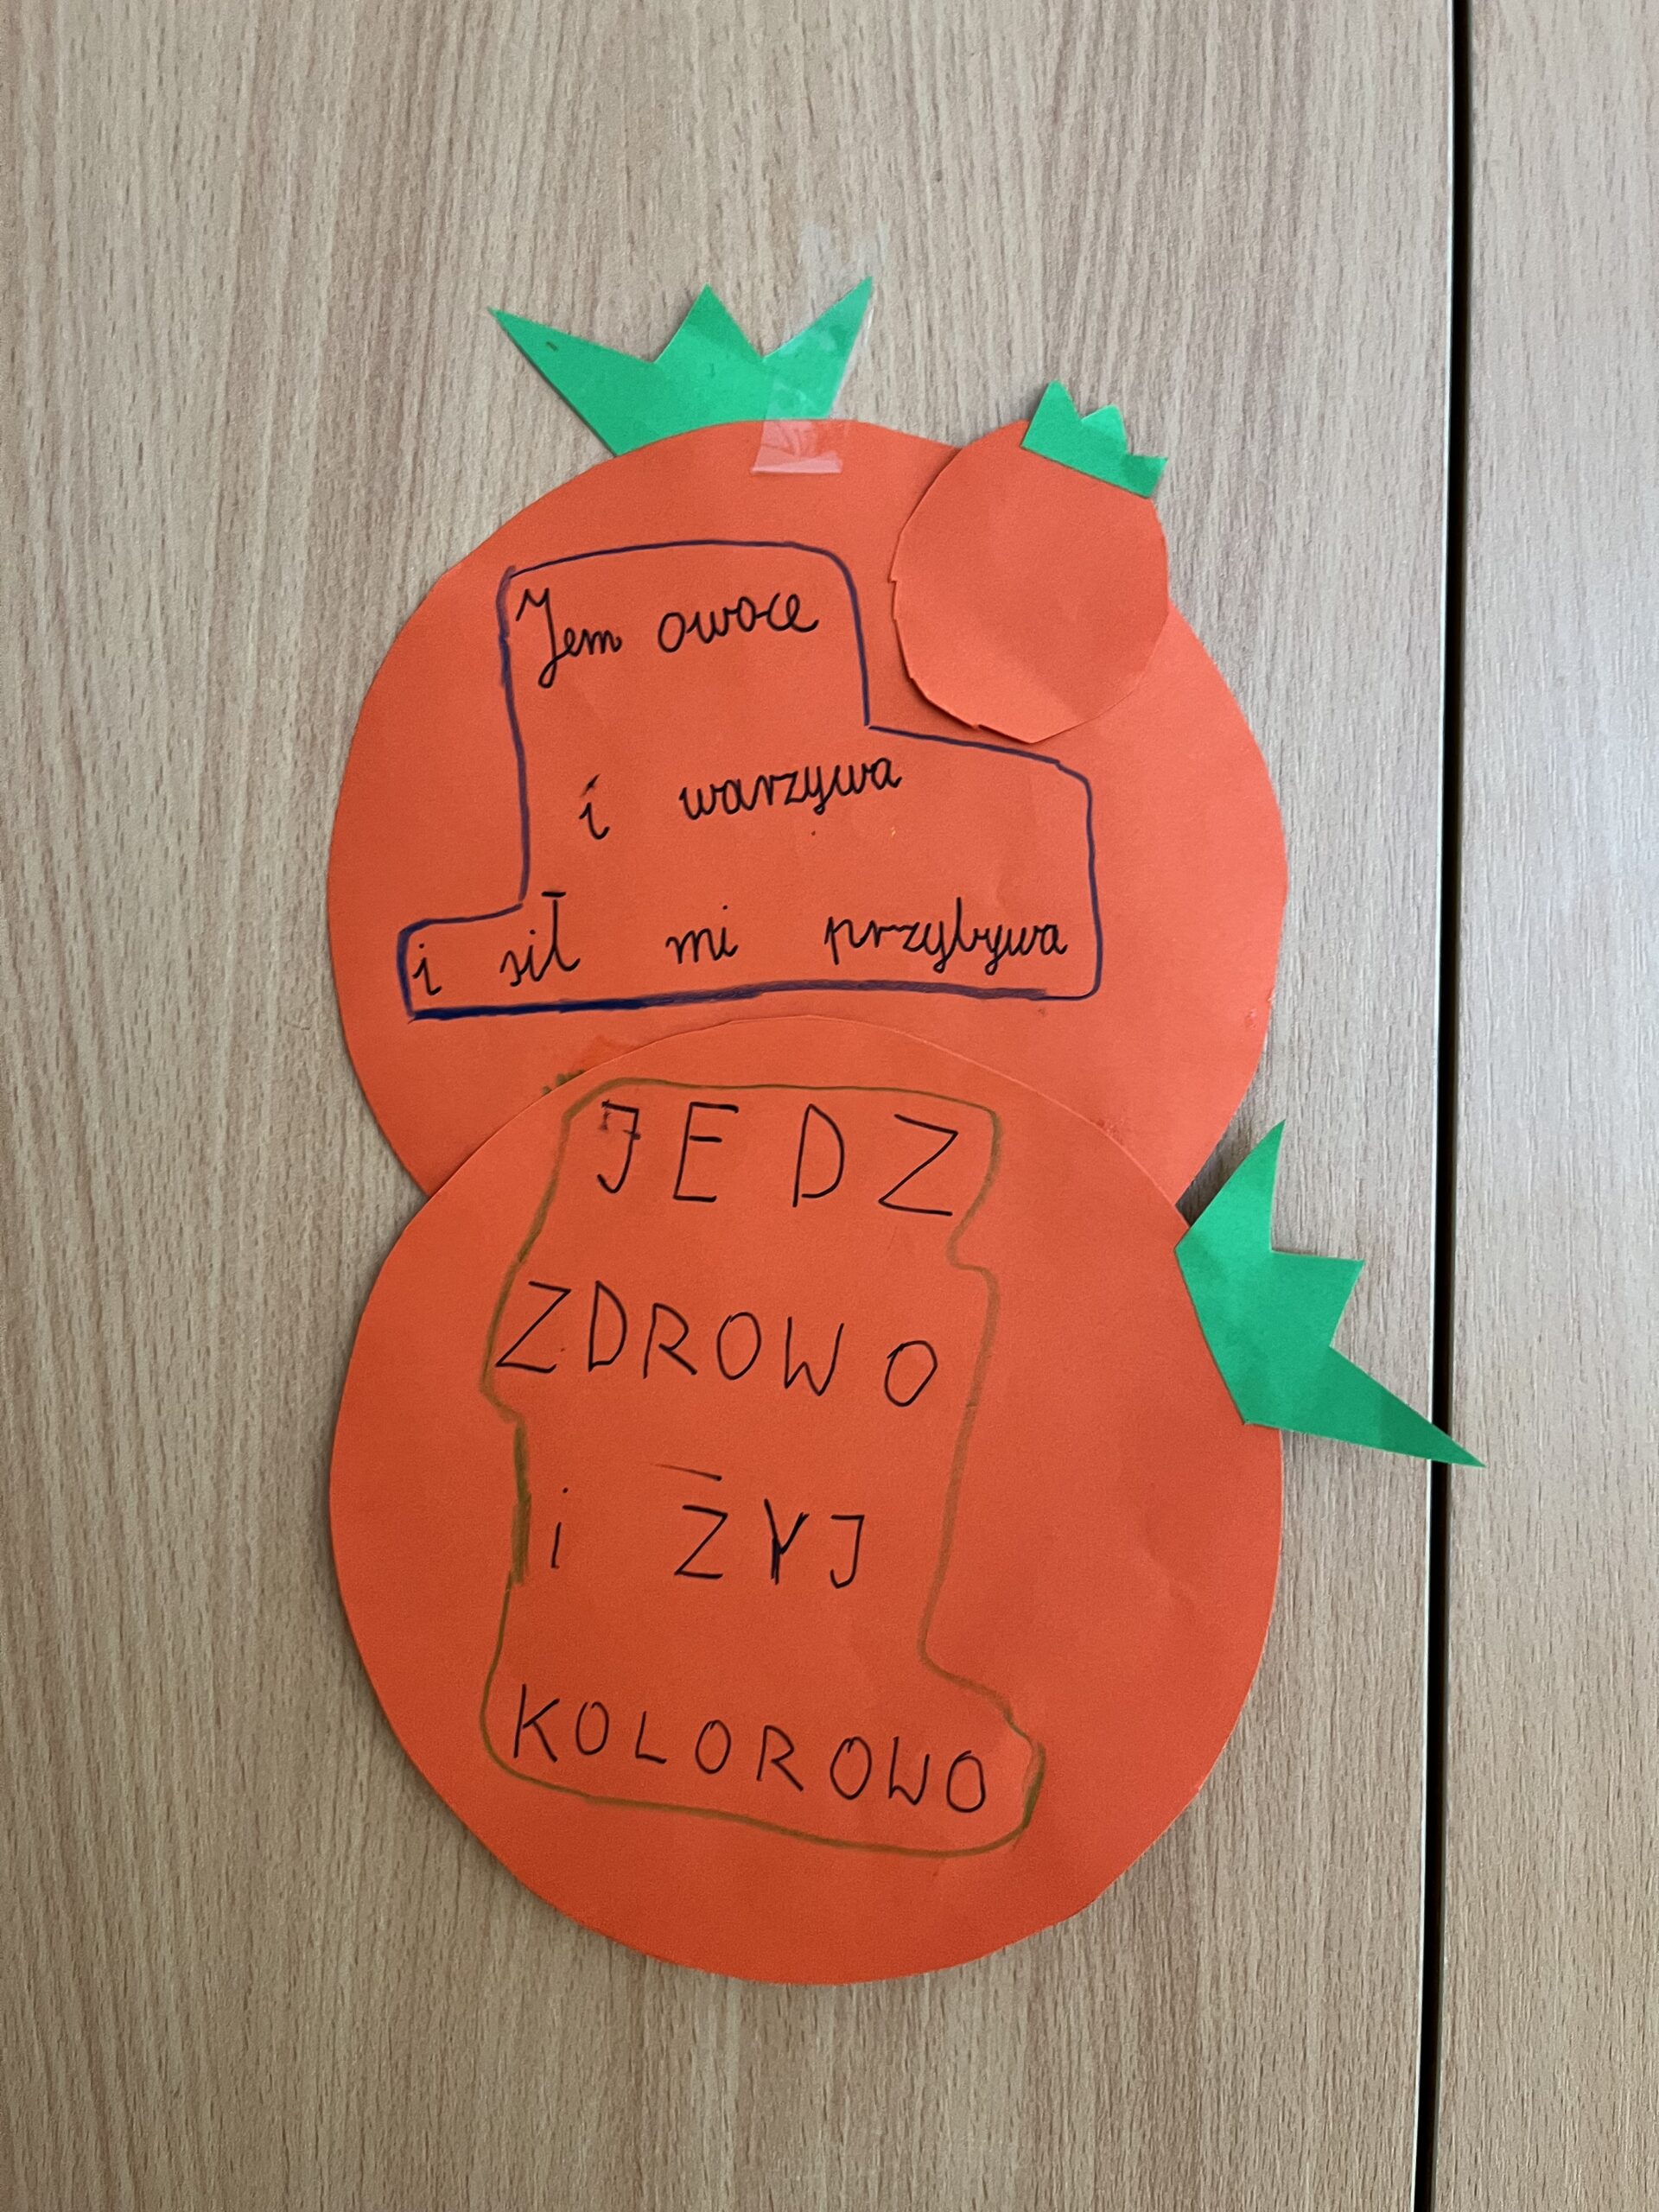 Jem owoce
i warzywa
i sił mi przybywa
JEDZ
ZDROWO
i ŻYJ
KOLOROWO